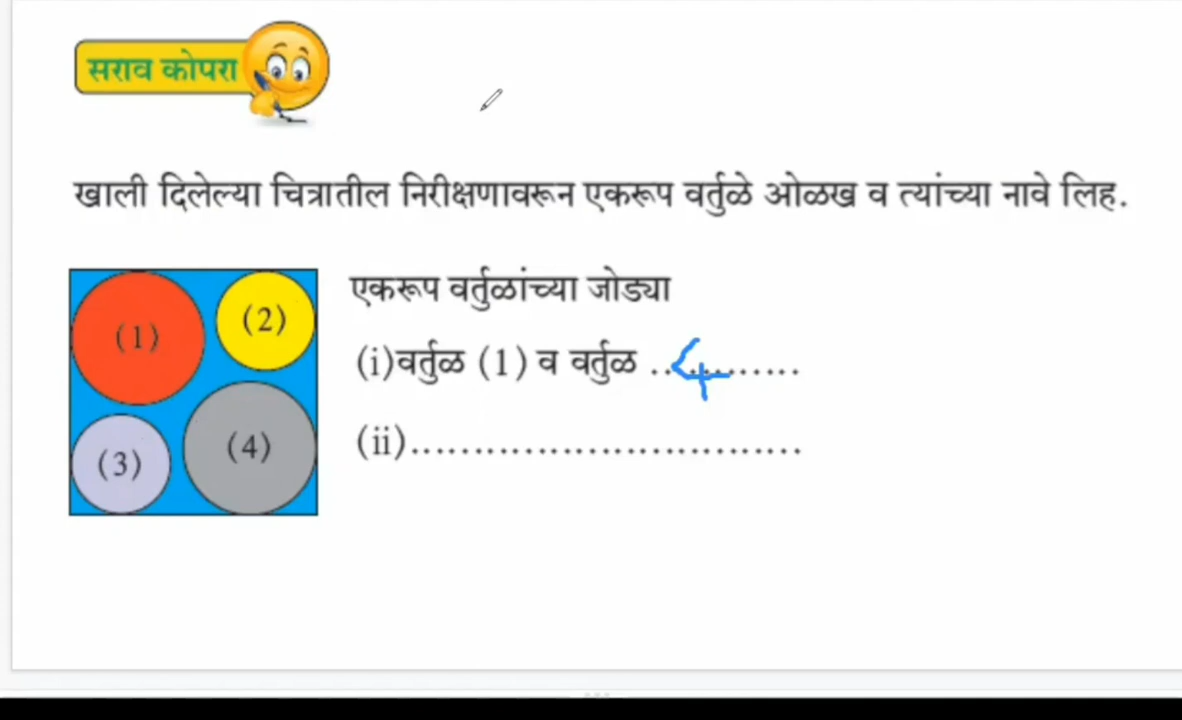 सराव कोपरा
खाली दिलेल्या चित्रातील निरीक्षणावरून एकरूप वर्तुळे ओळख व त्यांच्या नावे लिह.
एकरूप वर्तुळांच्या जोड्या
(1)
(2)
(i)वर्तुळ (1) व वर्तुळ ..4..........
(3)
(4)
(ii)...............................